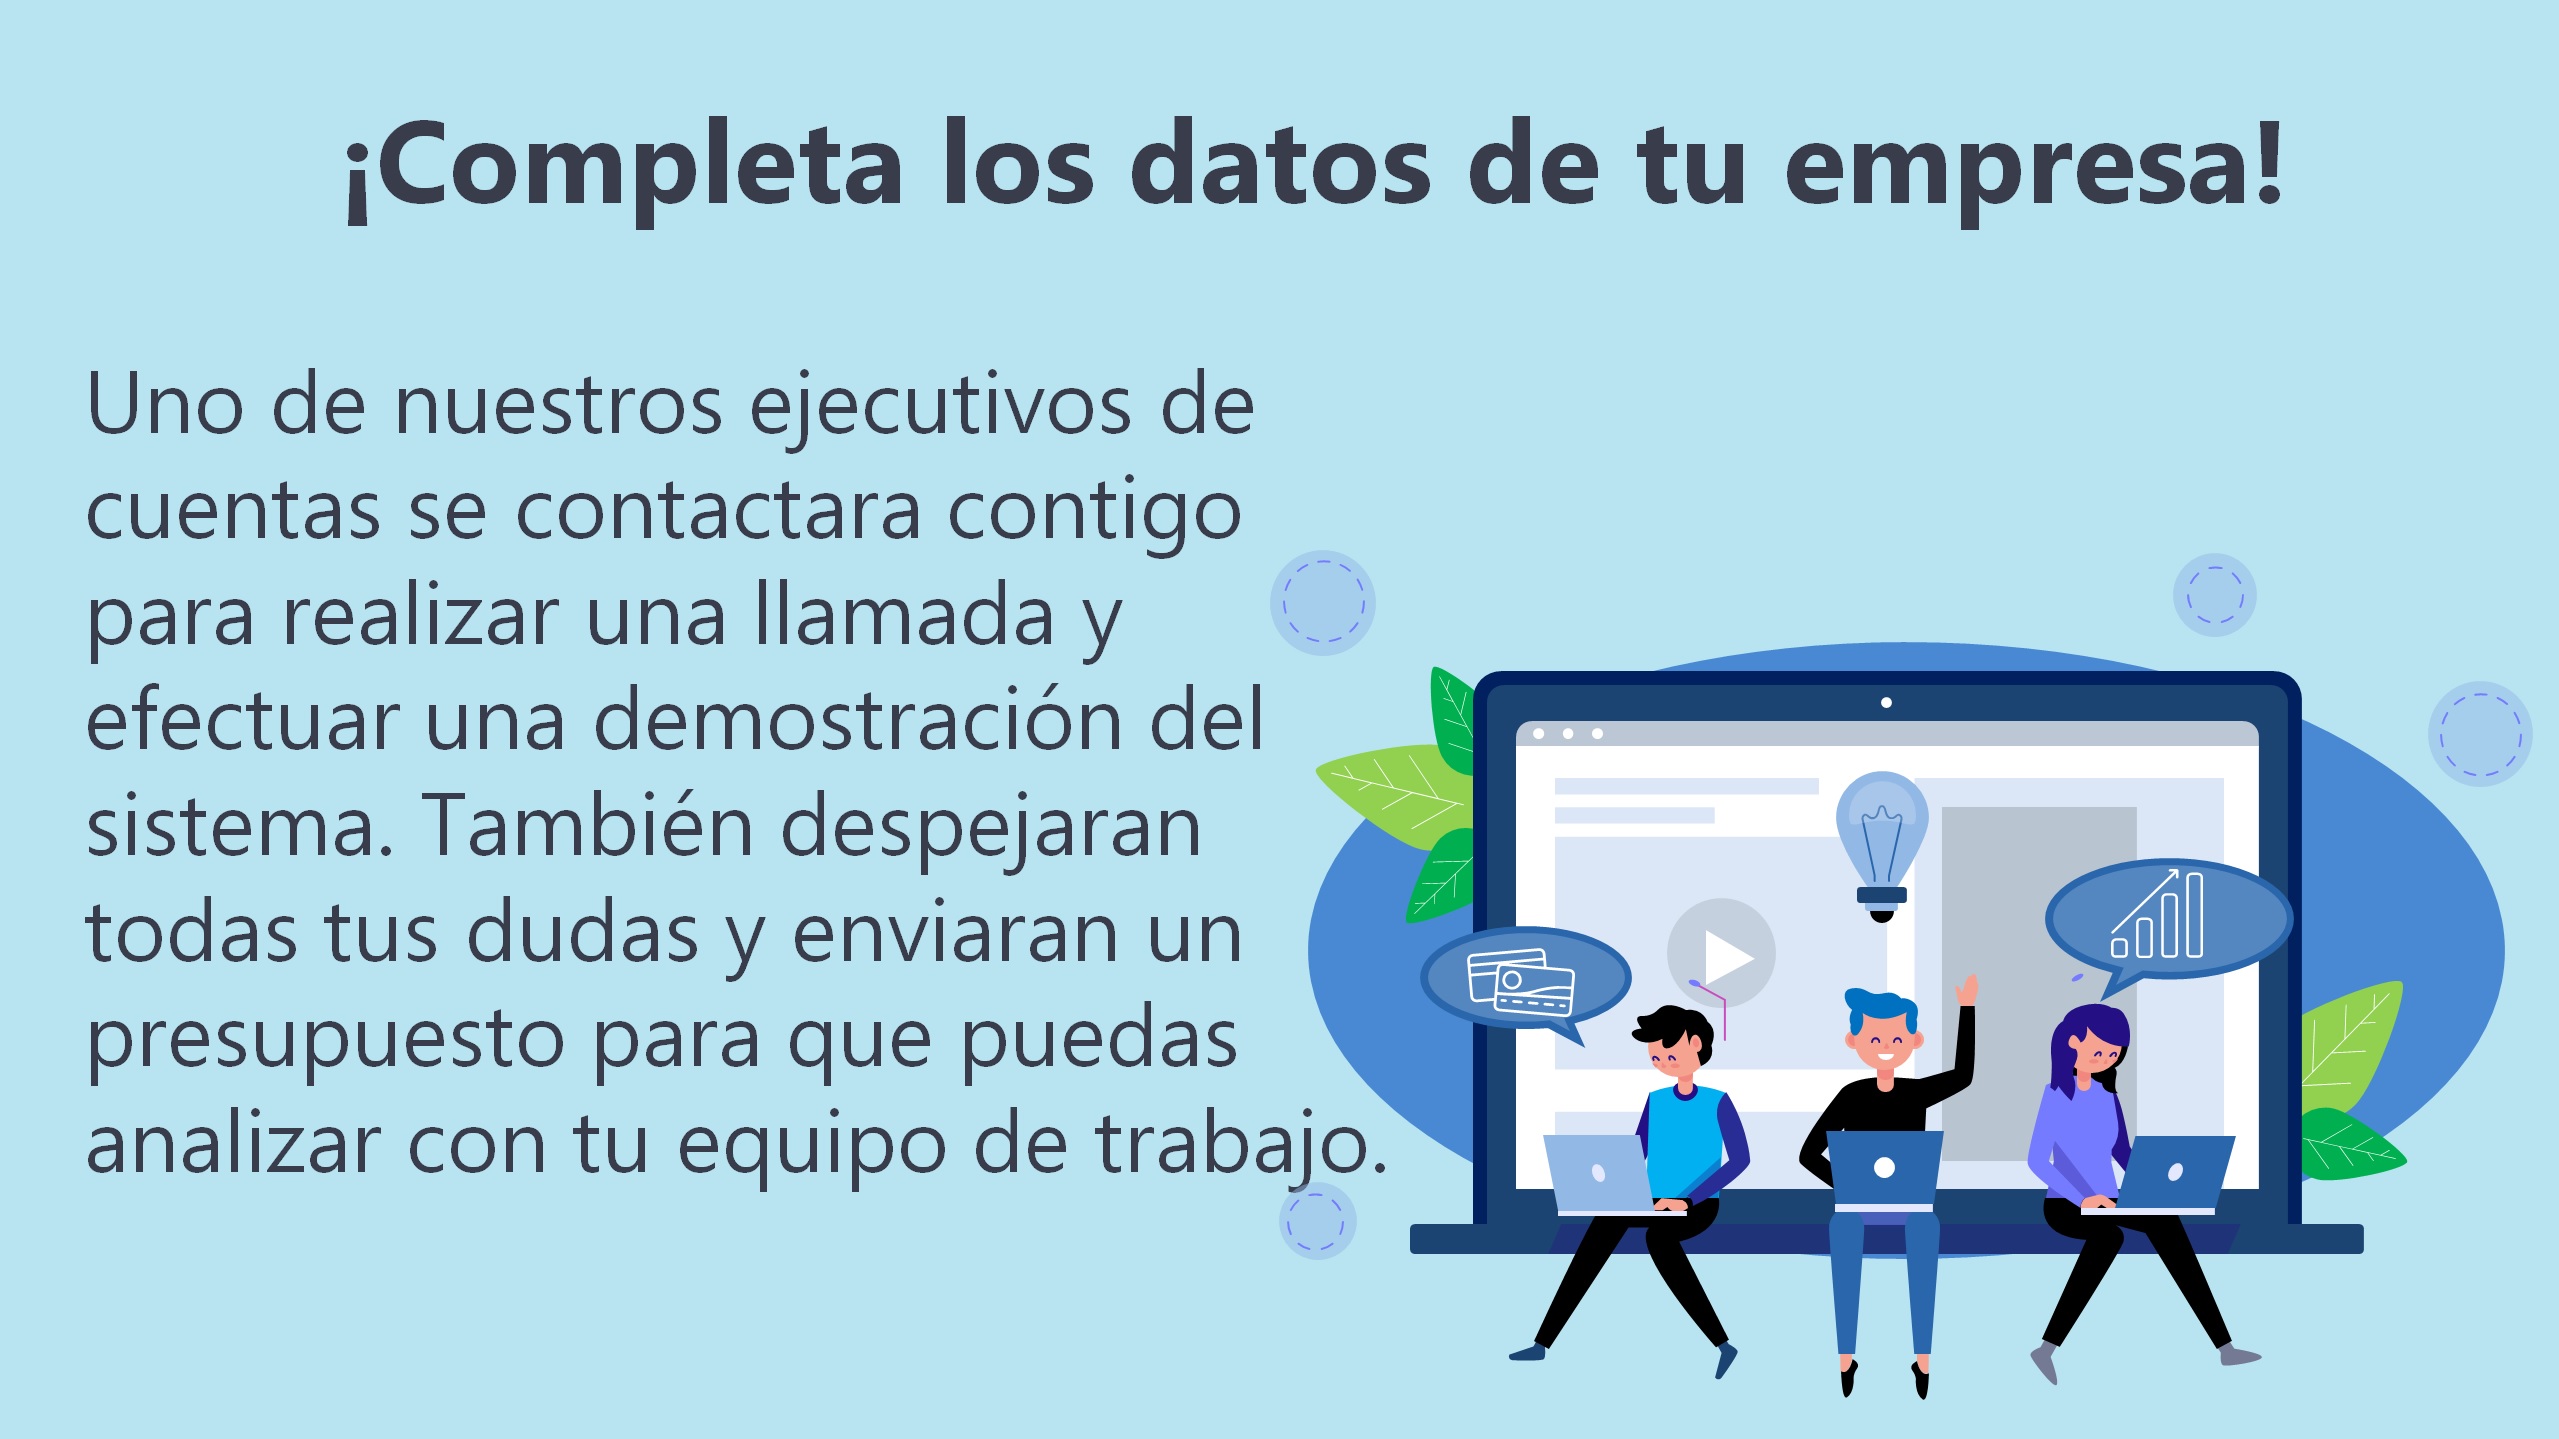 ¡Completa los datos de tu empresa!
Uno de nuestros ejecutivos de
cuentas se contactara contigo
para realizar una llamada y
efectuar una demostración del
sistema. También despejaran
todas tus dudas y enviaran un
presupuesto para que puedas
analizar con tu equipo de trabajo.